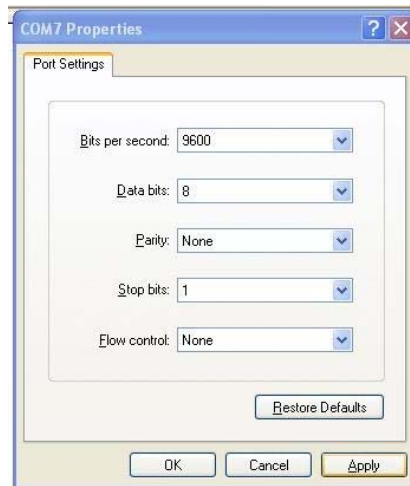 COM7 Properties
Port Settings
Bits per second: 9600
Data bits: 8
Parity: None
Stop bits: 1
Flow control: None
Restore Defaults
OK Cancel Apply